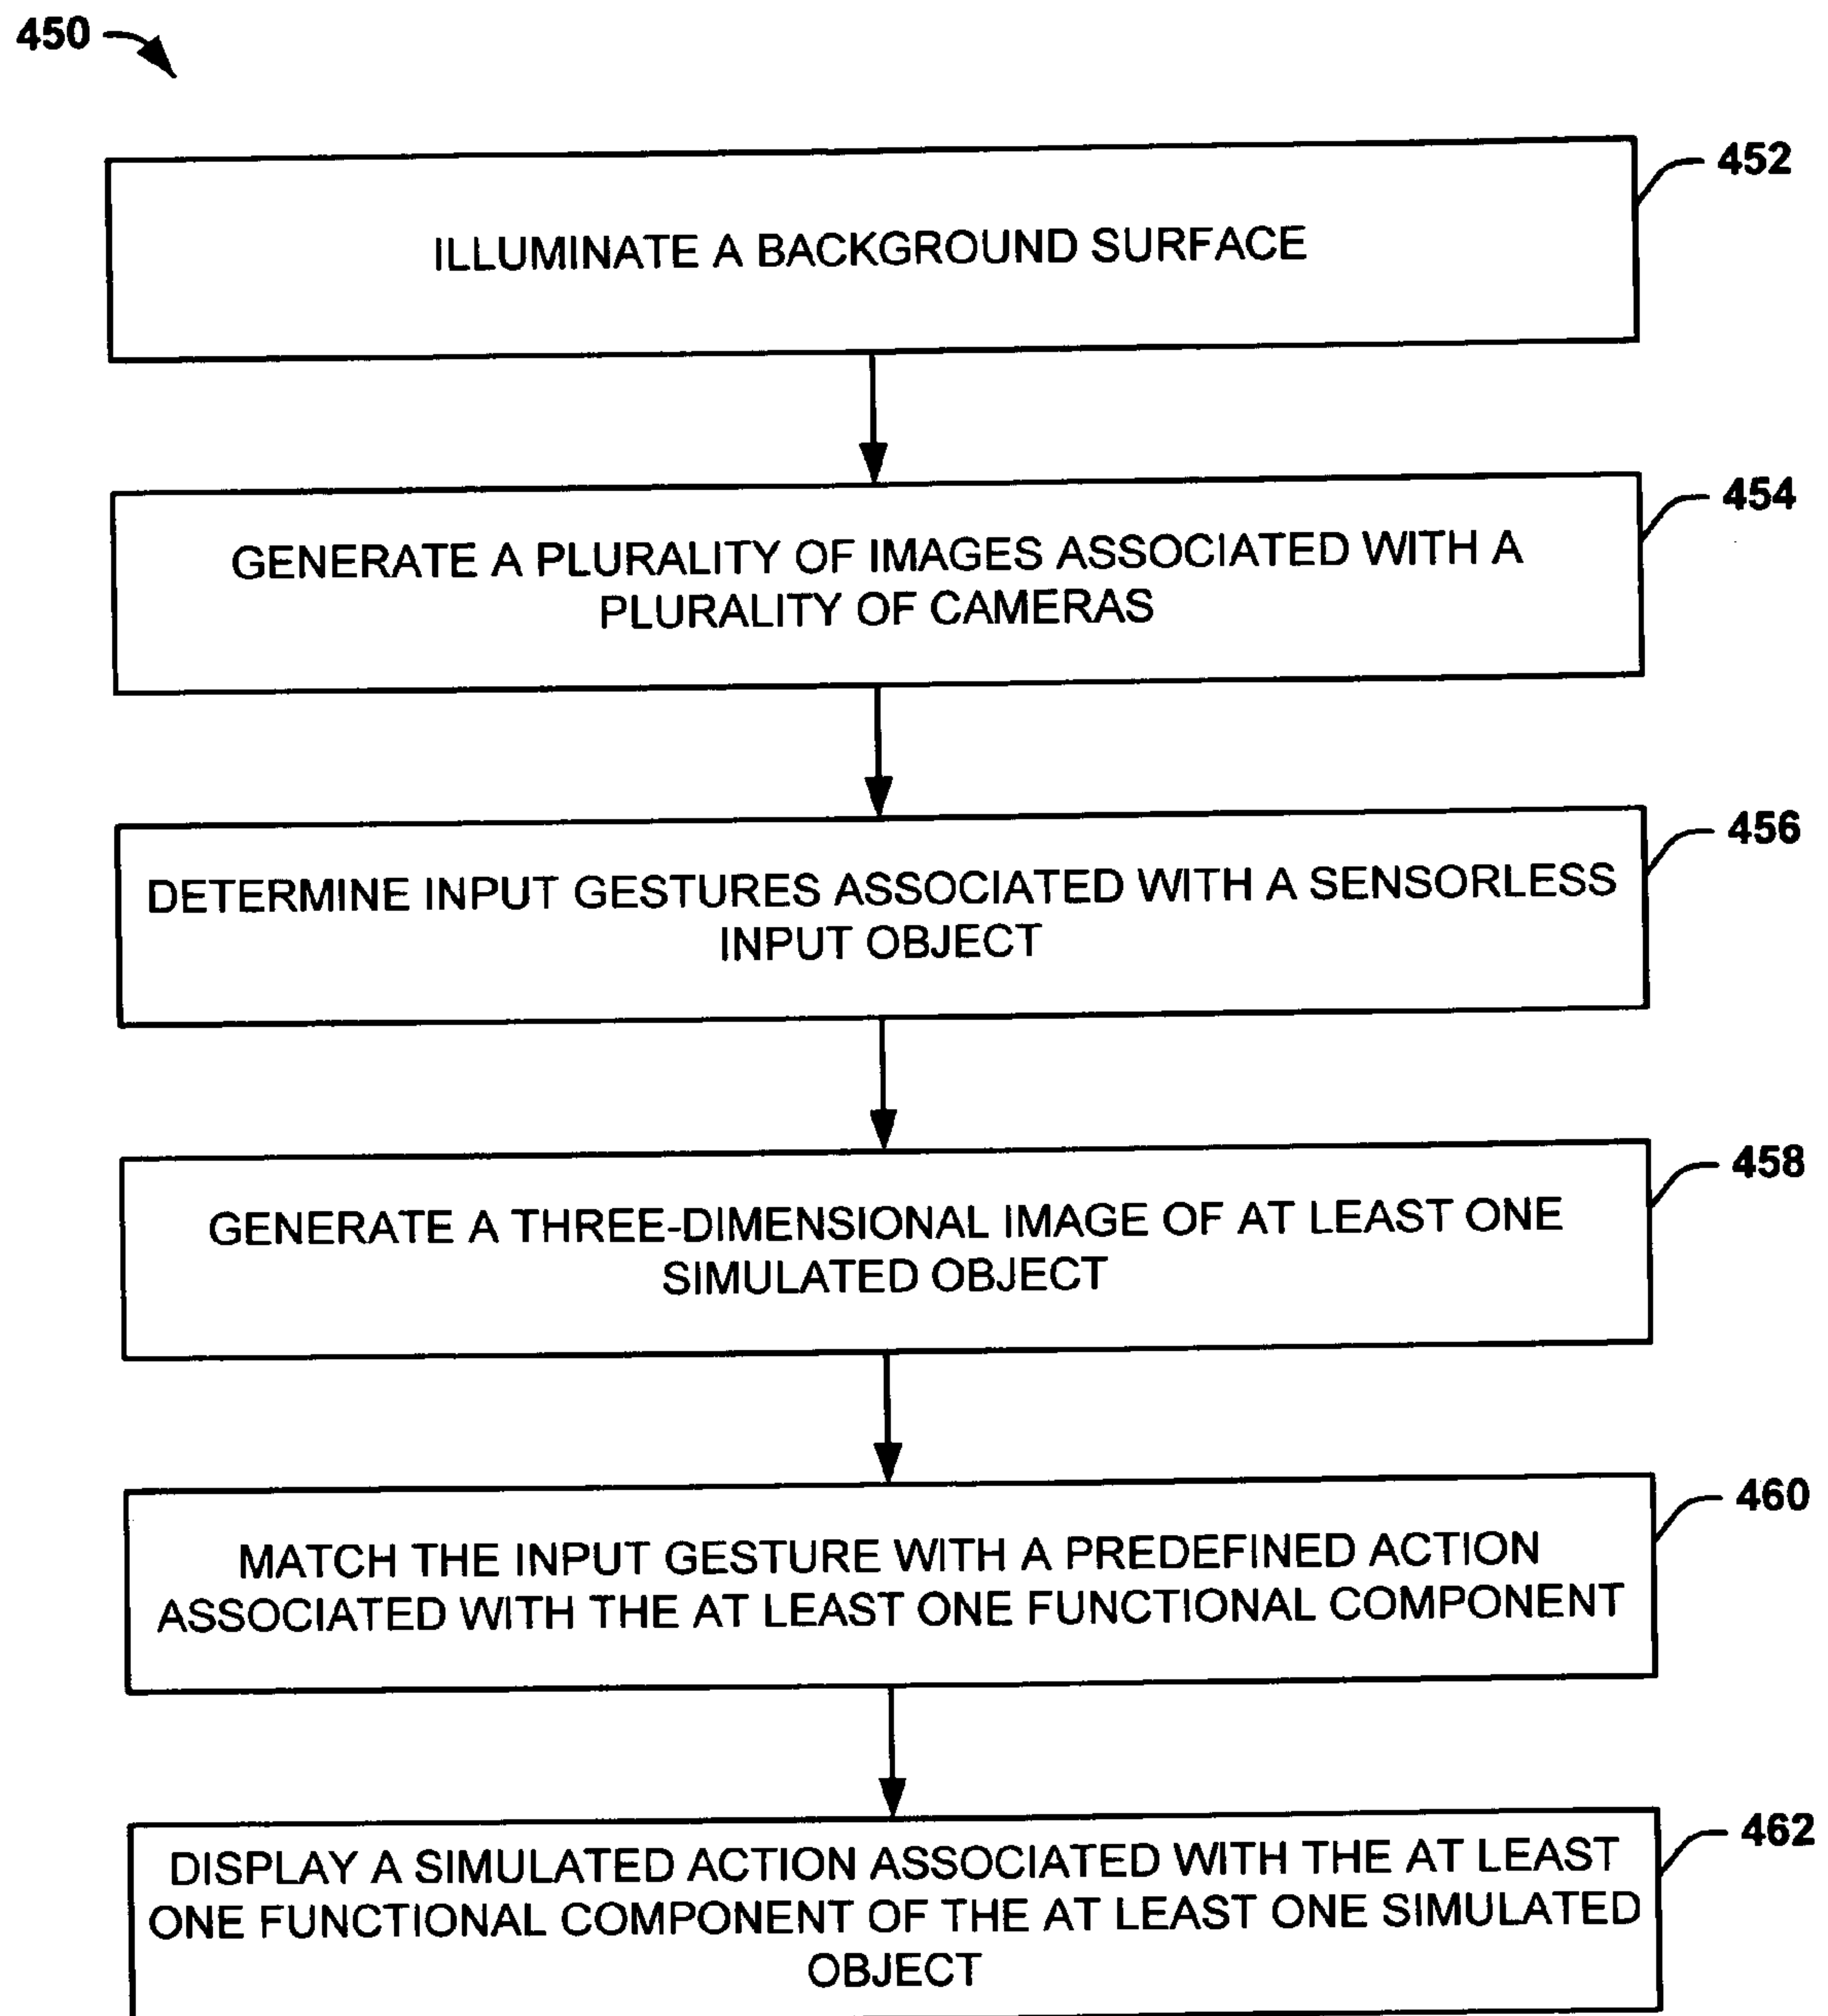 450
452
ILLUMINATE A BACKGROUND SURFACE
454
GENERATE A PLURALITY OF IMAGES ASSOCIATED WITH A
PLURALITY OF CAMERAS
456
DETERMINE INPUT GESTURES ASSOCIATED WITH A SENSORLESS
INPUT OBJECT
458
GENERATE A THREE-DIMENSIONAL IMAGE OF AT LEAST ONE
SIMULATED OBJECT
460
MATCH THE INPUT GESTURE WITH A PREDEFINED ACTION
ASSOCIATED WITH THE AT LEAST ONE FUNCTIONAL COMPONENT
462
DISPLAY A SIMULATED ACTION ASSOCIATED WITH THE AT LEAST
ONE FUNCTIONAL COMPONENT OF THE AT LEAST ONE SIMULATED
OBJECT